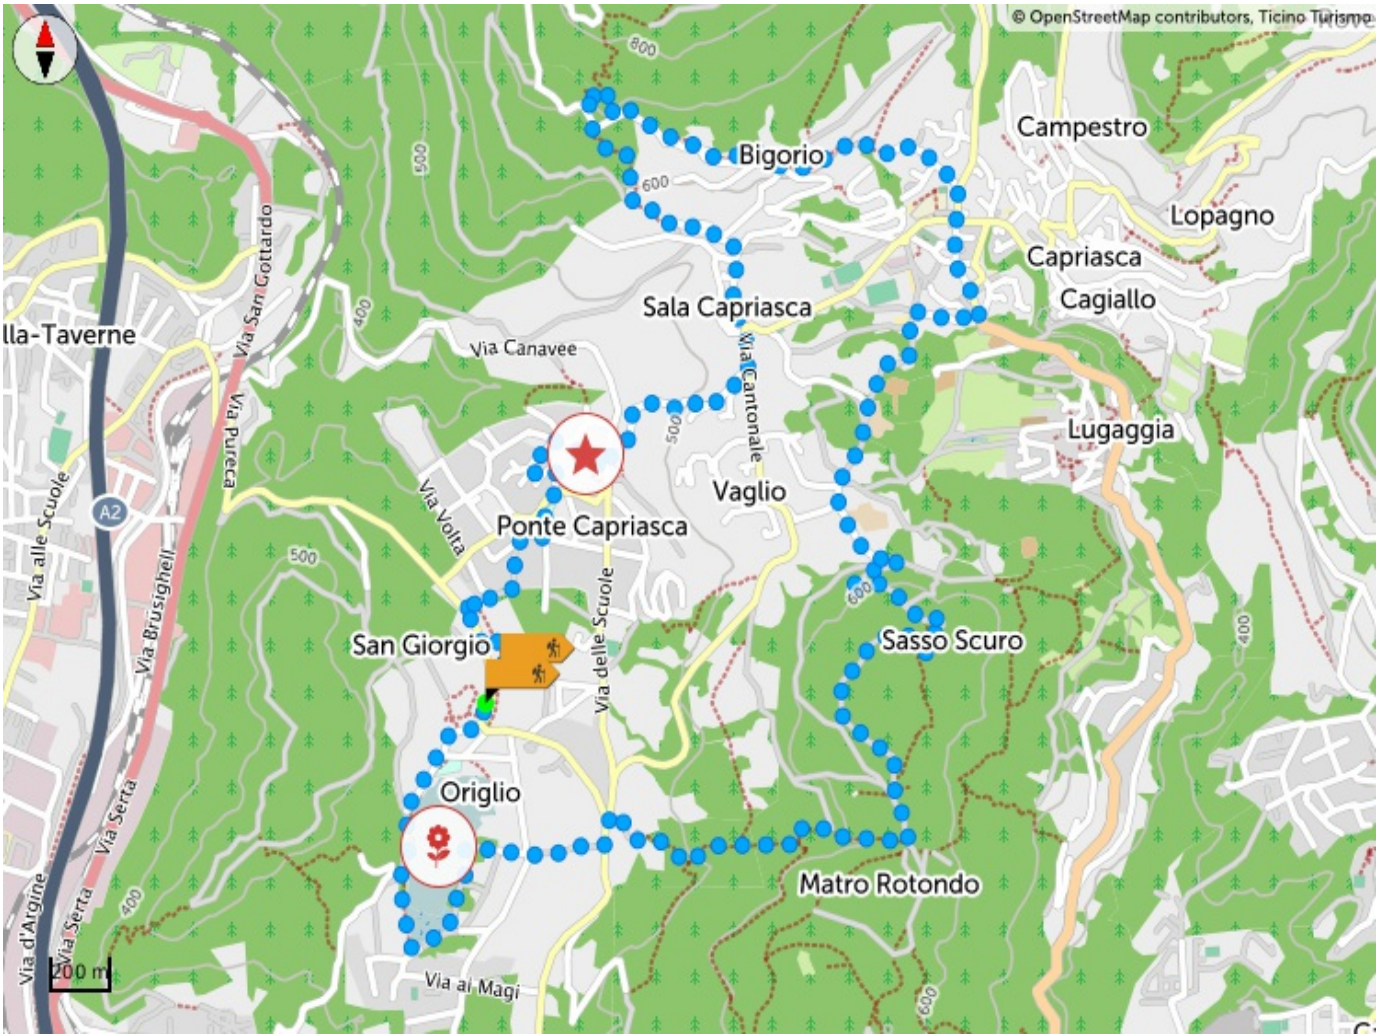 © OpenStreetMap contributors, Ticino Turismo
800
Campestro
500
Bigorio
600
Lopagno
Via San Gottardo
Capriasca
Cagiallo
400
Sala Capriasca
lla-Taverne
Via Canavee
Via Cantonale
Via Pureca
500
Lugaggia
Via alle Scuole
Vaglio
A2
Via Volta
Ponte Capriasca
500
Via Brusighell
600
Via delle Scuole
400
San Giorgio
Sasso Scuro
Origlio
Via Serta
Matro Rotondo
400
Via d'Argine
Via Serta
200 m
Via ai Magi
600